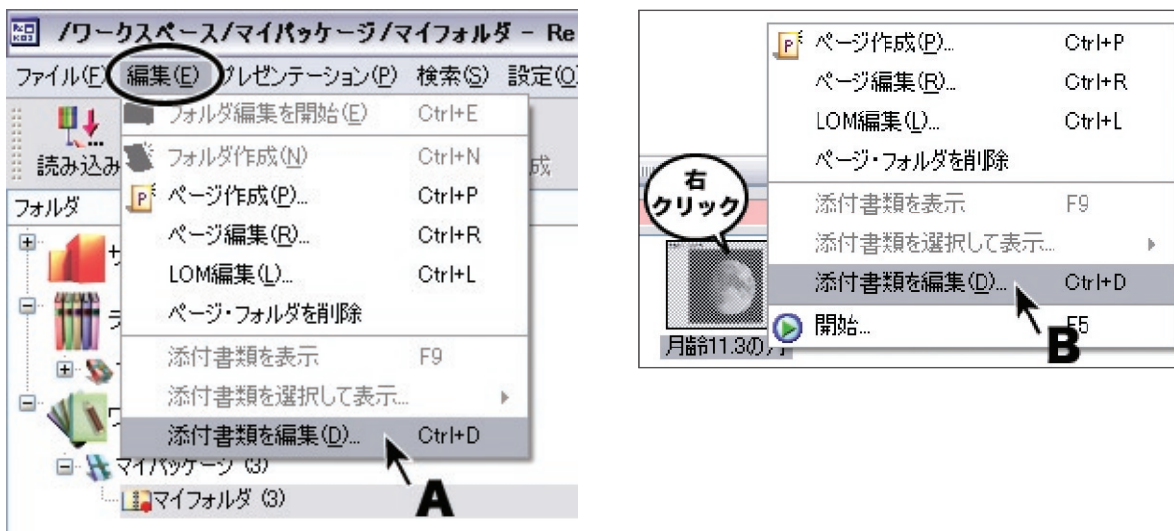 /ワークスペース/マイパッケージ/マイフォルダ - Re
ファイル(F) 編集(E) プレゼンテーション(P) 検索(S) 設定(O)
フォルダ編集を開始(E) Ctrl+E
フォルダ作成(N) Ctrl+N
読み込み 成
ページ作成(P)... Ctrl+P
フォルダ
ページ編集(R)... Ctrl+R
LOM編集(L)... Ctrl+L
ページ・フォルダを削除
添付書類を表示 F9
添付書類を選択して表示...
添付書類を編集(D)... Ctrl+D
マイパッケージ (3)
マイフォルダ (3)
A
ページ作成(P)... Ctrl+P
ページ編集(R)... Ctrl+R
LOM編集(L)... Ctrl+L
ページ・フォルダを削除
右
クリック
添付書類を表示 F9
添付書類を選択して表示...
添付書類を編集(D)... Ctrl+D
開始... F5
月齢11.3の月
B